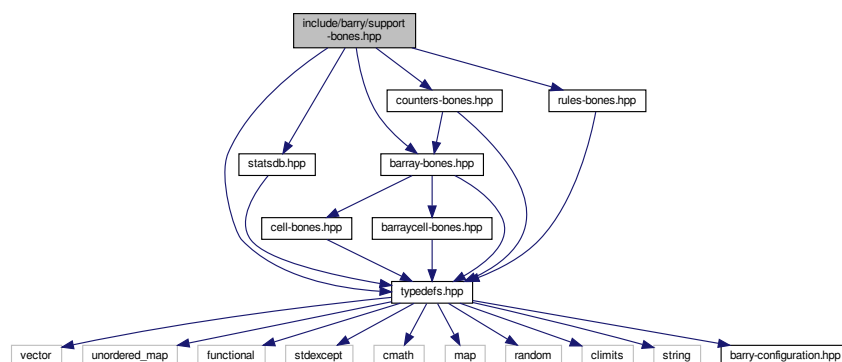 include/barry/support
-bones.hpp
counters-bones.hpp
rules-bones.hpp
statsdb.hpp
barray-bones.hpp
cell-bones.hpp
barraycell-bones.hpp
typedefs.hpp
vector
unordered_map
functional
stdexcept
cmath
map
random
climits
string
barry-configuration.hpp